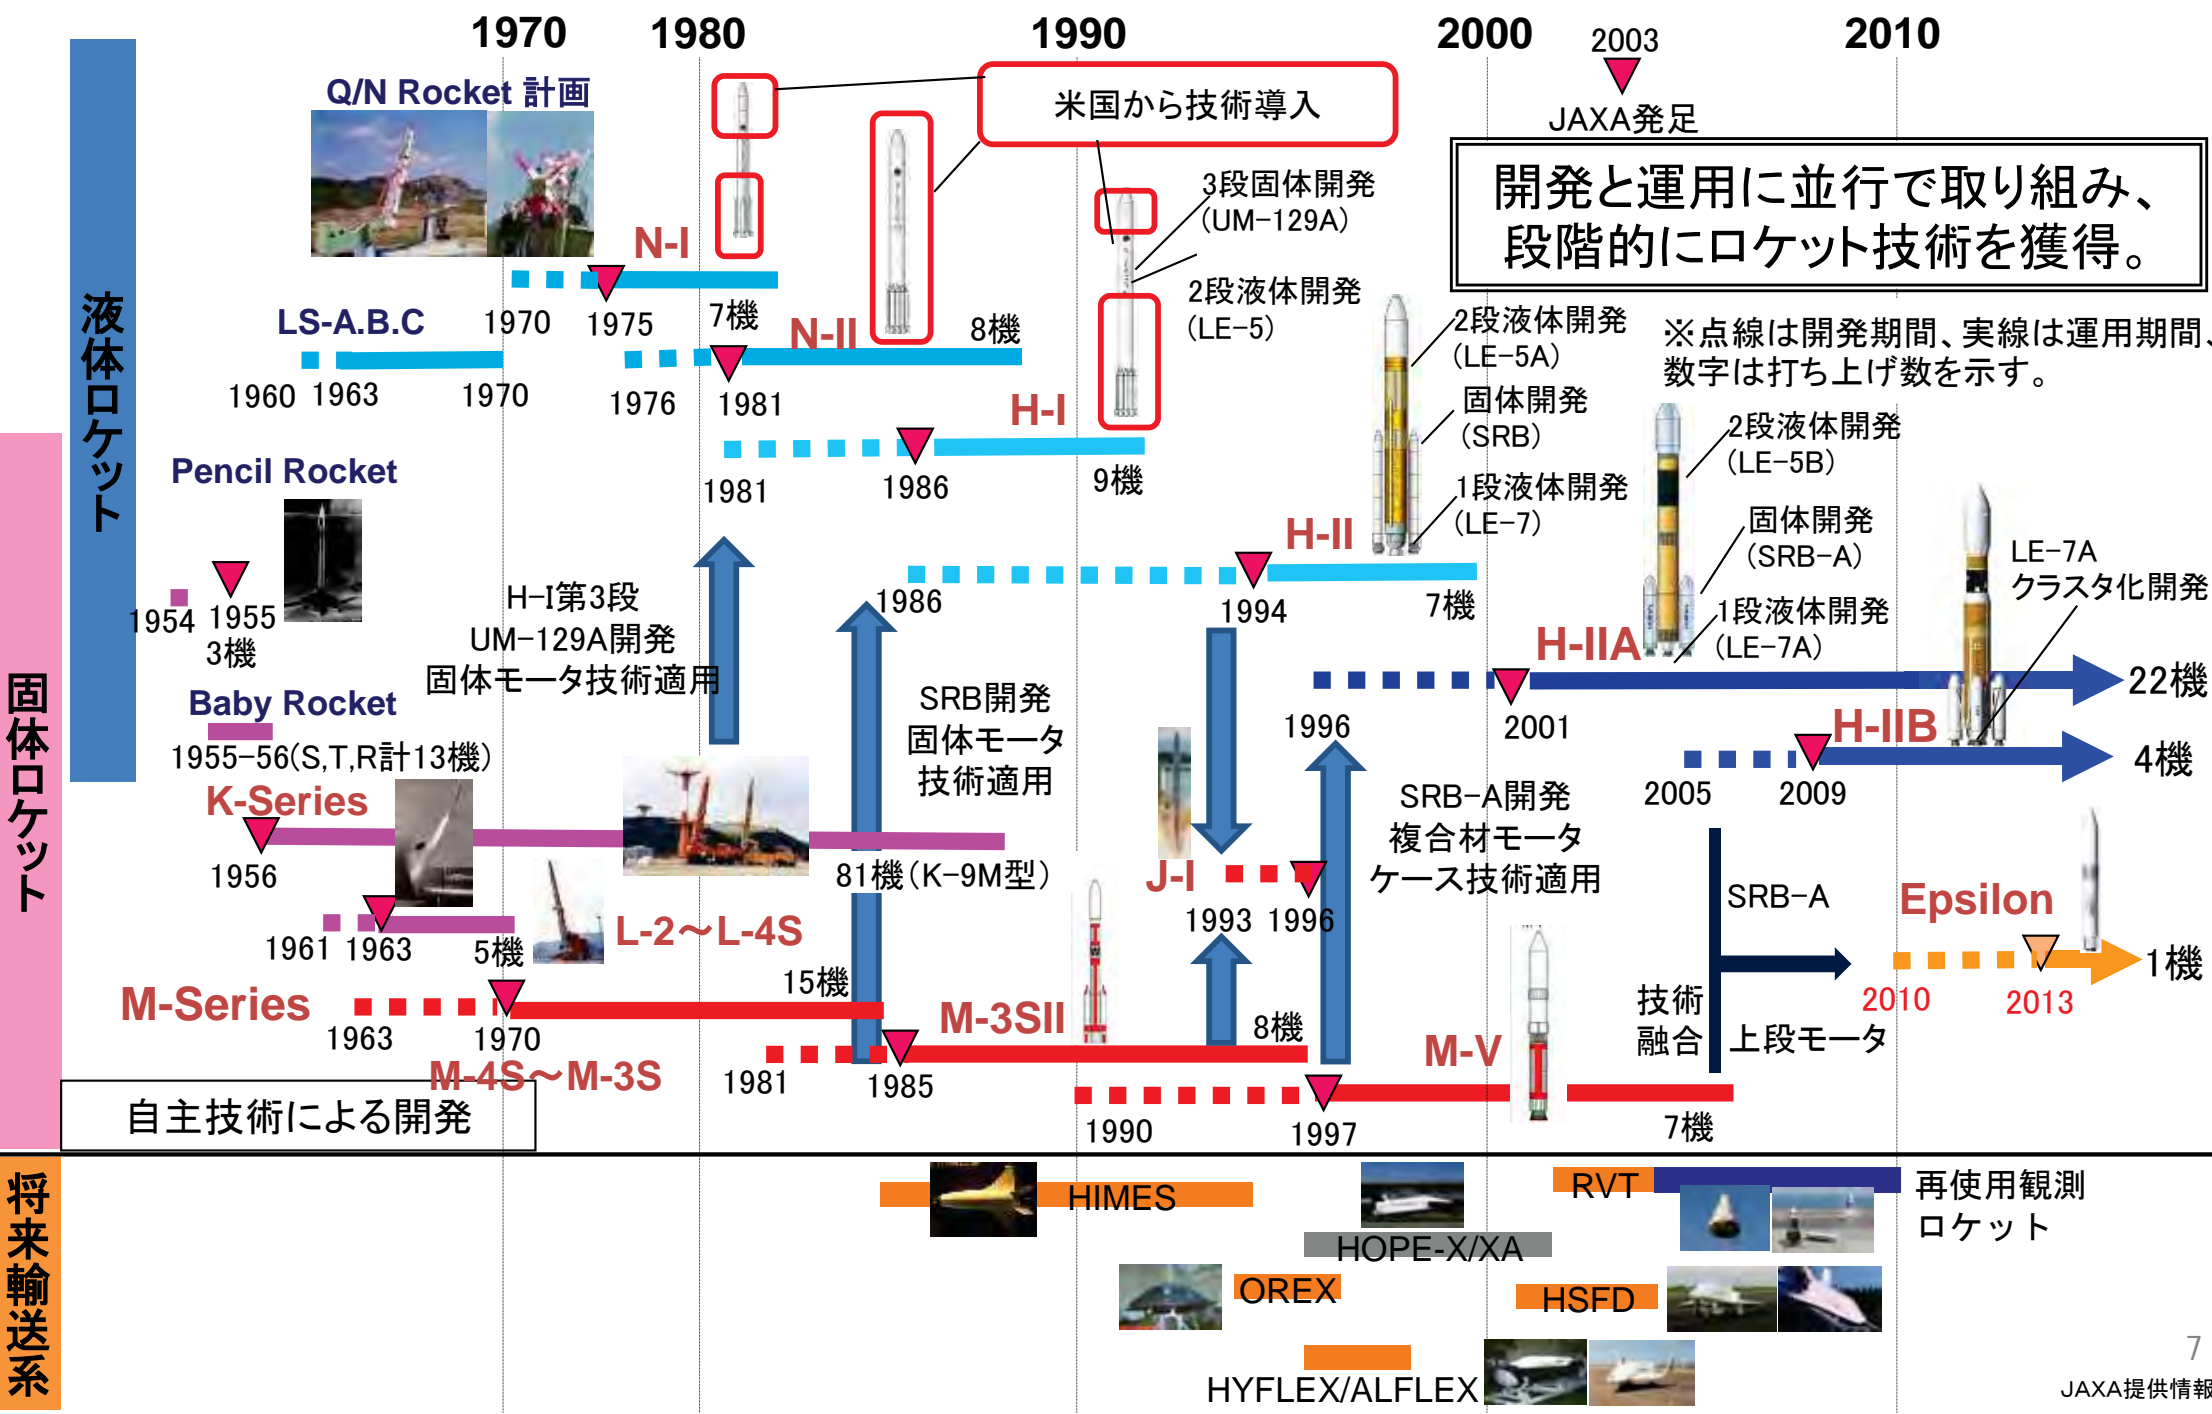 1970
1980
1990
2000
2010
2003
JAXA発足
Q/N Rocket 計画
米国から技術導入
開発と運用に並行で取り組み、
段階的にロケット技術を獲得。
※点線は開発期間、実線は運用期間、
数字は打ち上げ数を示す。
液体ロケット
固体ロケット
将来輸送系
N-I
1970
1975
7機
LS-A.B.C
1960
1963
1970
N-II
1976
1981
8機
3段固体開発
(UM-129A)
2段液体開発
(LE-5)
H-I
1981
1986
9機
2段液体開発
(LE-5A)
固体開発
(SRB)
1段液体開発
(LE-7)
H-II
1986
1994
7機
2段液体開発
(LE-5B)
固体開発
(SRB-A)
1段液体開発
(LE-7A)
H-IIA
1996
2001
22機
LE-7A
クラスタ化開発
H-IIB
2005
2009
4機
Pencil Rocket
1954
1955
3機
H-I第3段
UM-129A開発
固体モータ技術適用
Baby Rocket
1955-56(S,T,R計13機)
SRB開発
固体モータ
技術適用
K-Series
1956
81機(K-9M型)
SRB-A開発
複合材モータ
ケース技術適用
J-I
1993
1996
L-2～L-4S
1961
1963
5機
SRB-A
技術
融合
上段モータ
Epsilon
2010
2013
1機
M-Series
1963
1970
15機
M-4S～M-3S
M-3SII
1981
1985
8機
M-V
1990
1997
7機
自主技術による開発
HIMES
RVT
再使用観測
ロケット
HOPE-X/XA
OREX
HSFD
HYFLEX/ALFLEX
7
JAXA提供情報